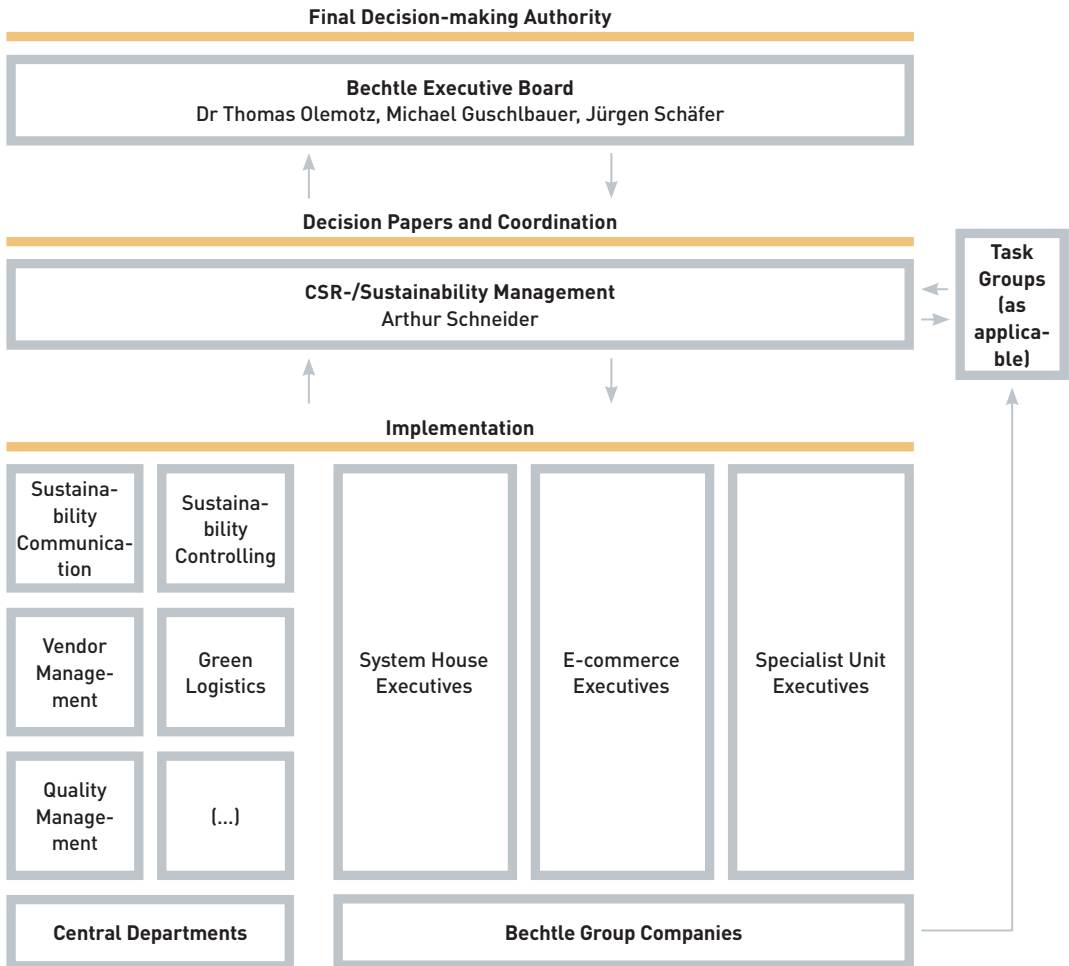 Final Decision-making Authority
Bechtle Executive Board
Dr Thomas Olemotz, Michael Guschlbauer, Jürgen Schäfer
Decision Papers and Coordination
CSR-/Sustainability Management
Arthur Schneider
Task
Groups
(as
applica-
ble)
Implementation
Sustaina-
bility
Communica-
tion
Sustaina-
bility
Controlling
Vendor
Manage-
ment
Green
Logistics
Quality
Manage-
ment
(...)
System House
Executives
E-commerce
Executives
Specialist Unit
Executives
Central Departments
Bechtle Group Companies